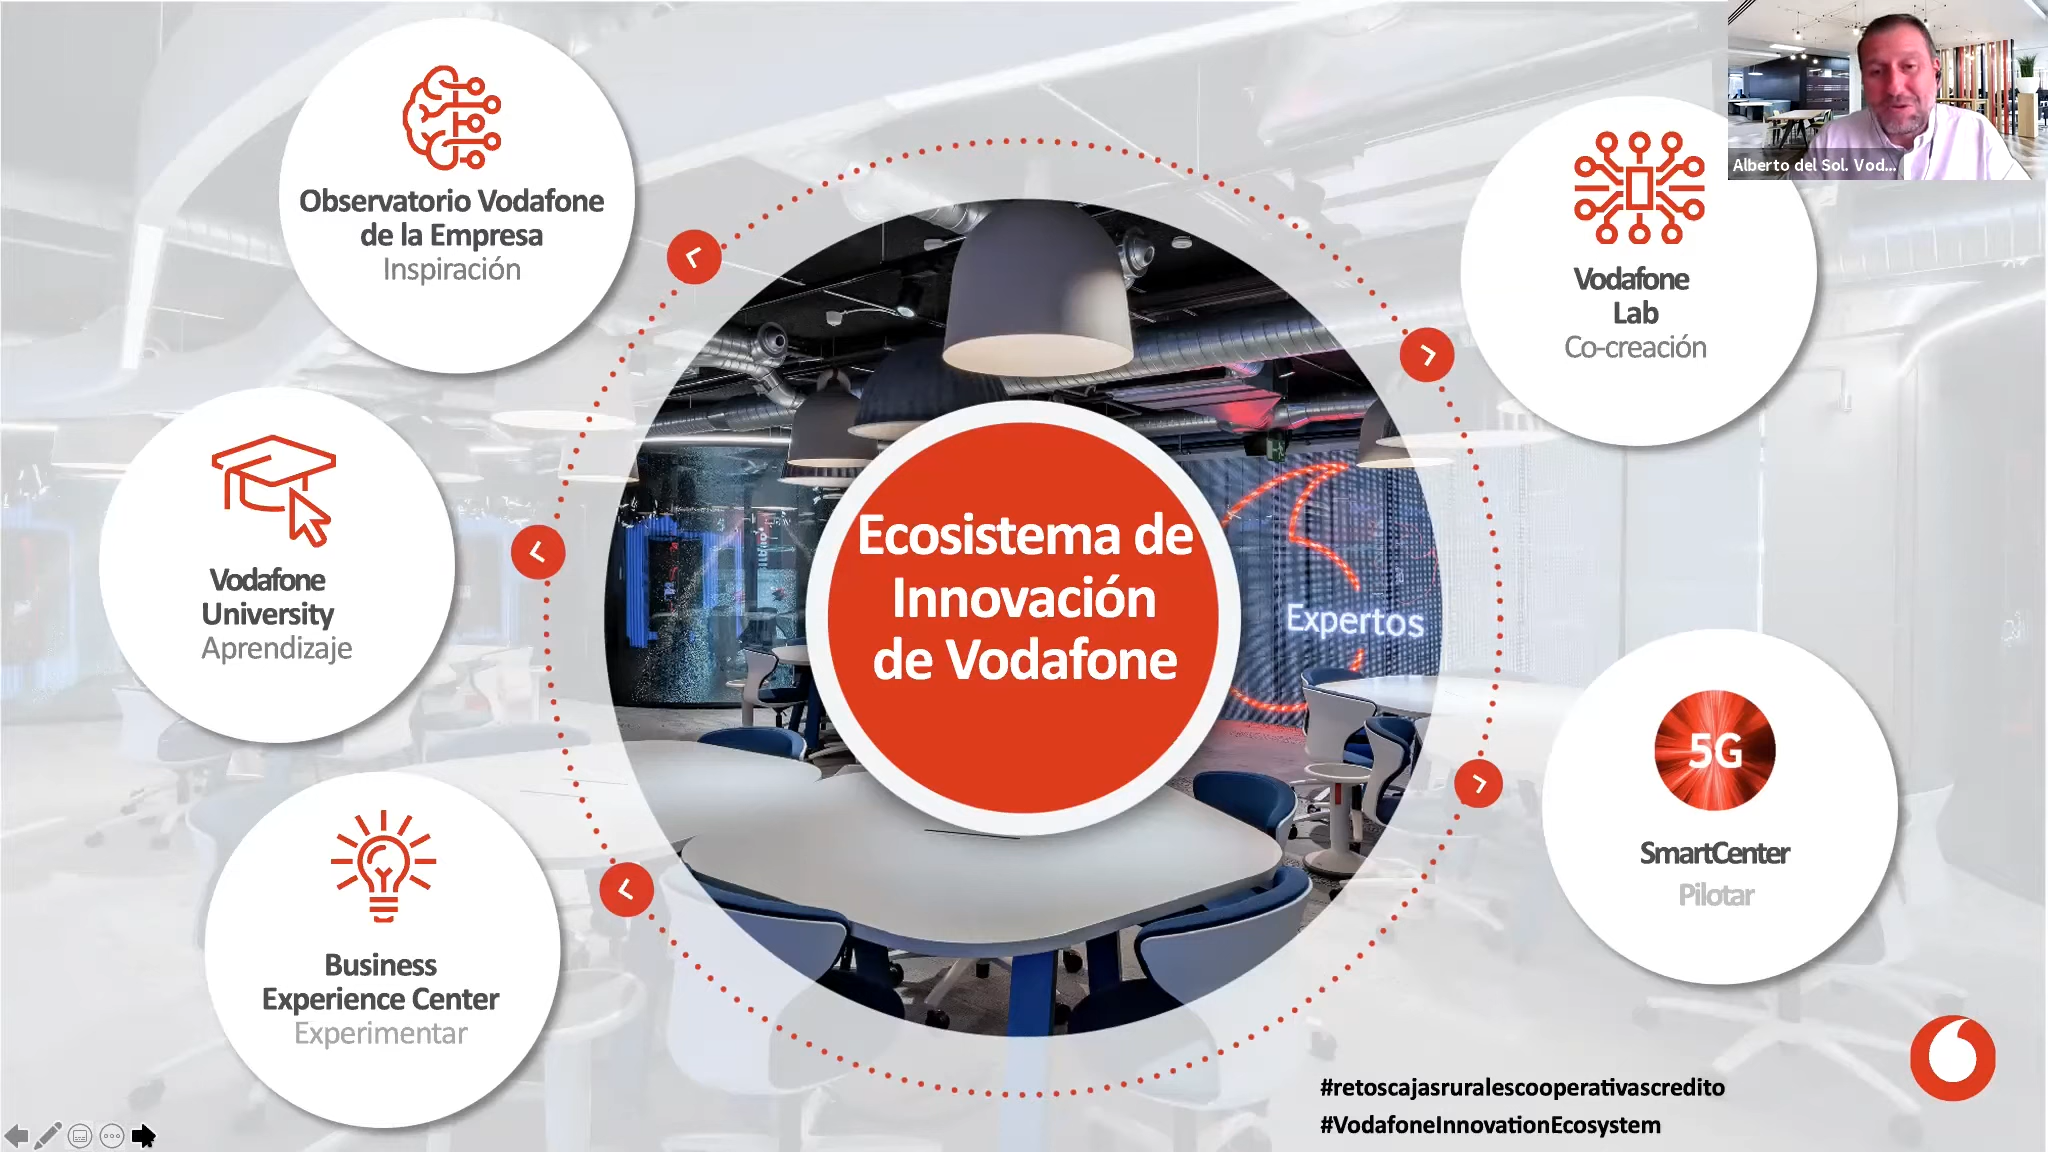 Observatorio Vodafone
de la Empresa
Inspiración
Vodafone
University
Aprendizaje
Business
Experience Center
Experimentar
Ecosistema de
Innovación
de Vodafone
Expertos
Alberto del Sol. Vod...
Vodafone
Lab
Co-creación
5G
SmartCenter
Pilotar
#retoscajasruralescooperativascredito
#VodafoneInnovationEcosystem